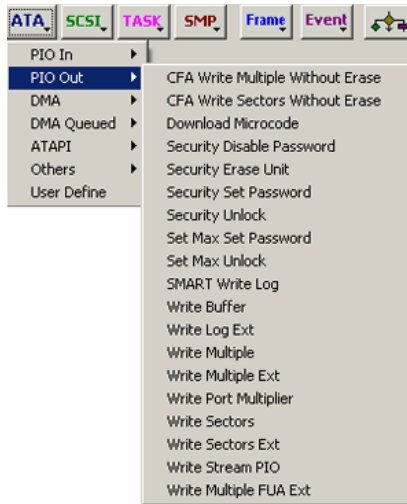 ATA SCSI TASK SMP Frame Event
PIO In
PIO Out
DMA
DMA Queued
ATAPI
Others
User Define
CFA Write Multiple Without Erase
CFA Write Sectors Without Erase
Download Microcode
Security Disable Password
Security Erase Unit
Security Set Password
Security Unlock
Set Max Set Password
Set Max Unlock
SMART Write Log
Write Buffer
Write Log Ext
Write Multiple
Write Multiple Ext
Write Port Multiplier
Write Sectors
Write Sectors Ext
Write Stream PIO
Write Multiple FUA Ext